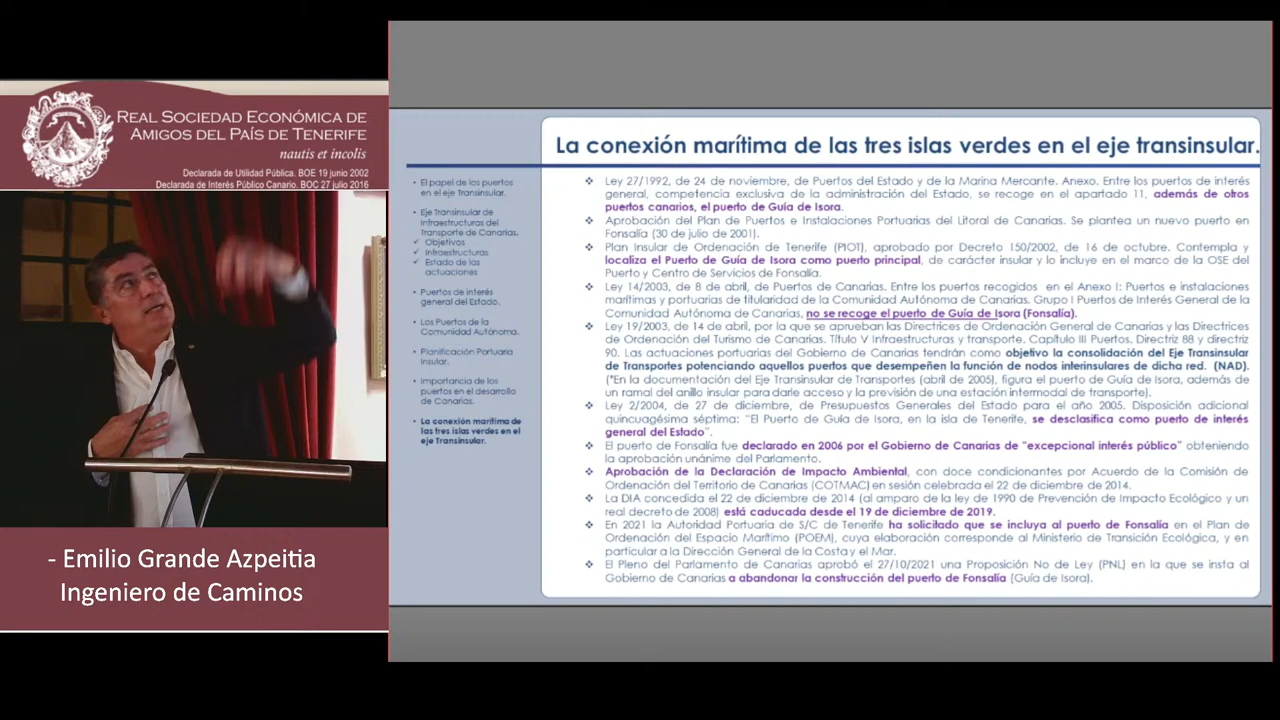 REAL SOCIEDAD ECONÓMICA DE
AMIGOS DEL PAÍS DE TENERIFE
nautis et incolis
Declarada de Utilidad Pública. BOE 19 junio 2002
Declarada de Interés Público Canario. BOC 27 julio 2016
- Emilio Grande Azpeitia
Ingeniero de Caminos
La conexión marítima de las tres islas verdes en el eje transinsular.
• El papel de los puertos
en el eje Transinsular.
• Eje Transinsular de
Infraestructuras del
Transporte de Canarias.
✓ Objetivos
✓ Infraestructuras
✓ Estado de las
actuaciones
• Puertos de interés
general del Estado.
• Los Puertos de la
Comunidad Autónoma.
• Planificación Portuaria
Insular.
• Importancia de los
puertos en el desarrollo
de Canarias.
• La conexión marítima de
las tres islas verdes en el
eje Transinsular.
❖ Ley 27/1992, de 24 de noviembre, de Puertos del Estado y de la Marina Mercante. Anexo. Entre los puertos de interés
general, competencia exclusiva de la administración del Estado, se recoge en el apartado 11, además de otros
puertos canarios, el puerto de Guía de Isora.
❖ Aprobación del Plan de Puertos e Instalaciones Portuarias del Litoral de Canarias. Se plantea un nuevo puerto en
Fonsalía (30 de julio de 2001).
❖ Plan Insular de Ordenación de Tenerife (PIOT), aprobado por Decreto 150/2002, de 16 de octubre. Contempla y
localiza el Puerto de Guía de Isora como puerto principal, de carácter insular y lo incluye en el marco de la OSE del
Puerto y Centro de Servicios de Fonsalía.
❖ Ley 14/2003, de 8 de abril, de Puertos de Canarias. Entre los puertos recogidos en el Anexo I: Puertos e instalaciones
marítimas y portuarias de titularidad de la Comunidad Autónoma de Canarias. Grupo I Puertos de Interés General de la
Comunidad Autónoma de Canarias, no se recoge el puerto de Guía de Isora (Fonsalía).
❖ Ley 19/2003, de 14 de abril, por la que se aprueban las Directrices de Ordenación General de Canarias y las Directrices
de Ordenación del Turismo de Canarias. Título V Infraestructuras y transporte. Capítulo III Puertos. Directriz 88 y directriz
90. Las actuaciones portuarias del Gobierno de Canarias tendrán como objetivo la consolidación del Eje Transinsular
de Transportes potenciando aquellos puertos que desempeñen la función de nodos interinsulares de dicha red. (NAD).
("En la documentación del Eje Transinsular de Transportes (abril de 2005), figura el puerto de Guía de Isora, además de
un ramal del anillo insular para darle acceso y la previsión de una estación intermodal de transporte).
❖ Ley 2/2004, de 27 de diciembre, de Presupuestos Generales del Estado para el año 2005. Disposición adicional
quincuagésima séptima: "El Puerto de Guía de Isora, en la isla de Tenerife, se desclasifica como puerto de interés
general del Estado".
❖ El puerto de Fonsalía fue declarado en 2006 por el Gobierno de Canarias de "excepcional interés público" obteniendo
la aprobación unánime del Parlamento.
❖ Aprobación de la Declaración de Impacto Ambiental, con doce condicionantes por Acuerdo de la Comisión de
Ordenación del Territorio de Canarias (COTMAC) en sesión celebrada el 22 de diciembre de 2014.
❖ La DIA concedida el 22 de diciembre de 2014 (al amparo de la ley de 1990 de Prevención de Impacto Ecológico y un
real decreto de 2008) está caducada desde el 19 de diciembre de 2019.
❖ En 2021 la Autoridad Portuaria de S/C de Tenerife ha solicitado que se incluya al puerto de Fonsalía en el Plan de
Ordenación del Espacio Marítimo (POEM), cuya elaboración corresponde al Ministerio de Transición Ecológica, y en
particular a la Dirección General de la Costa y el Mar.
❖ El Pleno del Parlamento de Canarias aprobó el 27/10/2021 una Proposición No de Ley (PNL) en la que se insta al
Gobierno de Canarias a abandonar la construcción del puerto de Fonsalía (Guía de Isora).